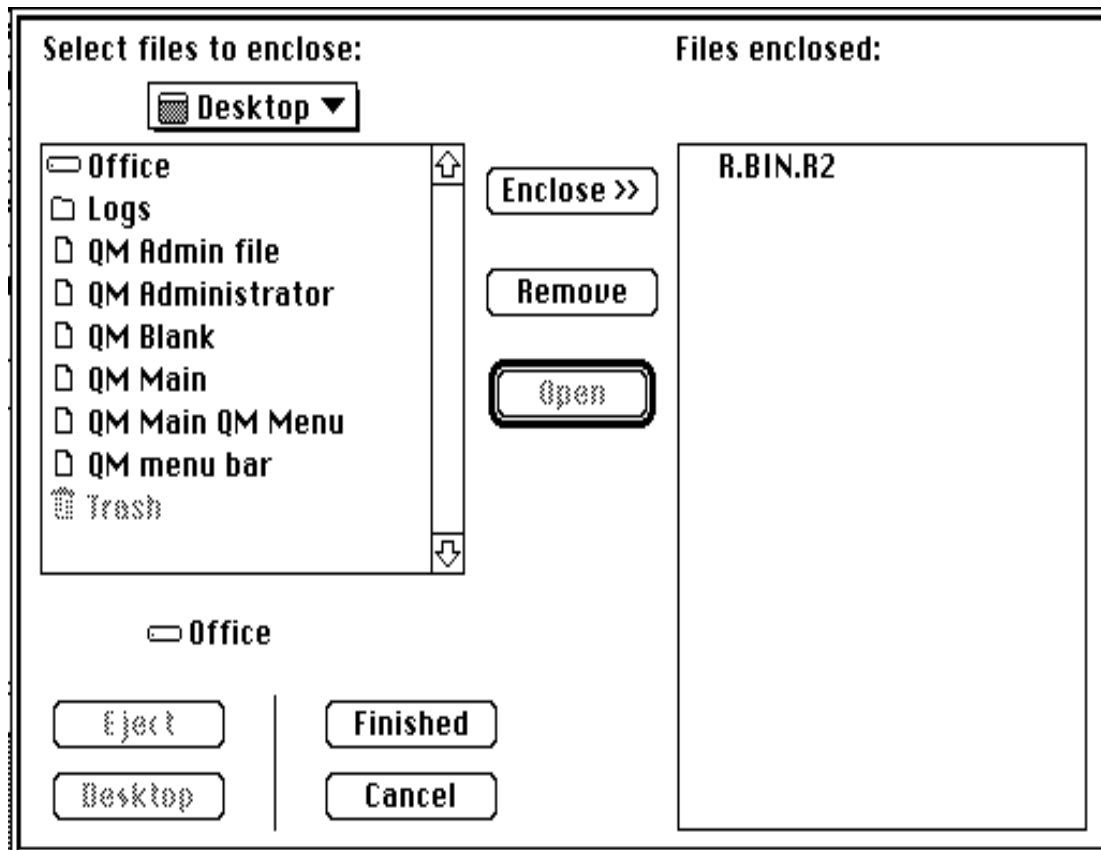 Select files to enclose:
Desktop
Office
Logs
QM Admin file
QM Administrator
QM Blank
QM Main
QM Main QM Menu
QM menu bar
Trash
Office
Eject
Desktop
Enclose >>
Remove
Open
Finished
Cancel
Files enclosed:
R.BIN.R2